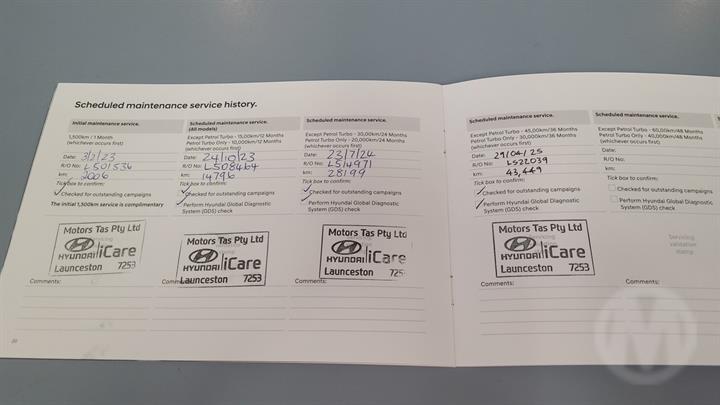 Scheduled maintenance service history.
Initial maintenance service.
1,500km / 1 Month
(whichever occurs first)
Date: 3/2/23
R/O No: L501536
km: 2006
Tick box to confirm:
Checked for outstanding campaigns
The initial 1,500km service is complimentary
Motors Tas Pty Ltd
HYUNDAI iCare
Launceston 7253
Comments:
Scheduled maintenance service.
(All models)
Except Petrol Turbo - 15,000km/12 Months
Petrol Turbo Only - 10,000km/12 Months
(whichever occurs first)
Date: 24/10/23
R/O No: L508464
km: 14796
Tick box to confirm:
Checked for outstanding campaigns
Perform Hyundai Global Diagnostic
System (GDS) check
Motors Tas Pty Ltd
HYUNDAI iCare
Launceston 7253
Comments:
Scheduled maintenance service.
Except Petrol Turbo - 30,000km/24 Months
Petrol Turbo Only - 20,000km/24 Months
(whichever occurs first)
Date: 23/7/24
R/O No: L514971
km: 28199
Tick box to confirm:
Checked for outstanding campaigns
Perform Hyundai Global Diagnostic
System (GDS) check
Motors Tas Pty Ltd
HYUNDAI iCare
Launceston 725
Comments:
20
Scheduled maintenance service.
Except Petrol Turbo - 45,000km/36 Months
Petrol Turbo Only - 30,000km/36 Months
(whichever occurs first)
Date: 29/04/25
R/O No: L522039
km: 43,449
Tick box to confirm:
Checked for outstanding campaigns
Perform Hyundai Global Diagnostic
System (GDS) check
Motors Tas Pty Ltd
HYUNDAI iCare
Launceston 7253
Comments:
Scheduled maintenance service.
Except Petrol Turbo - 60,000km/48 Months
Petrol Turbo Only - 40,000km/48 Months
(whichever occurs first)
Date:
R/O No:
km:
Tick box to confirm:
Checked for outstanding campaigns
Perform Hyundai Global Diagnostic
System (GDS) check
Servicing
validation
stamp
Comments:
M